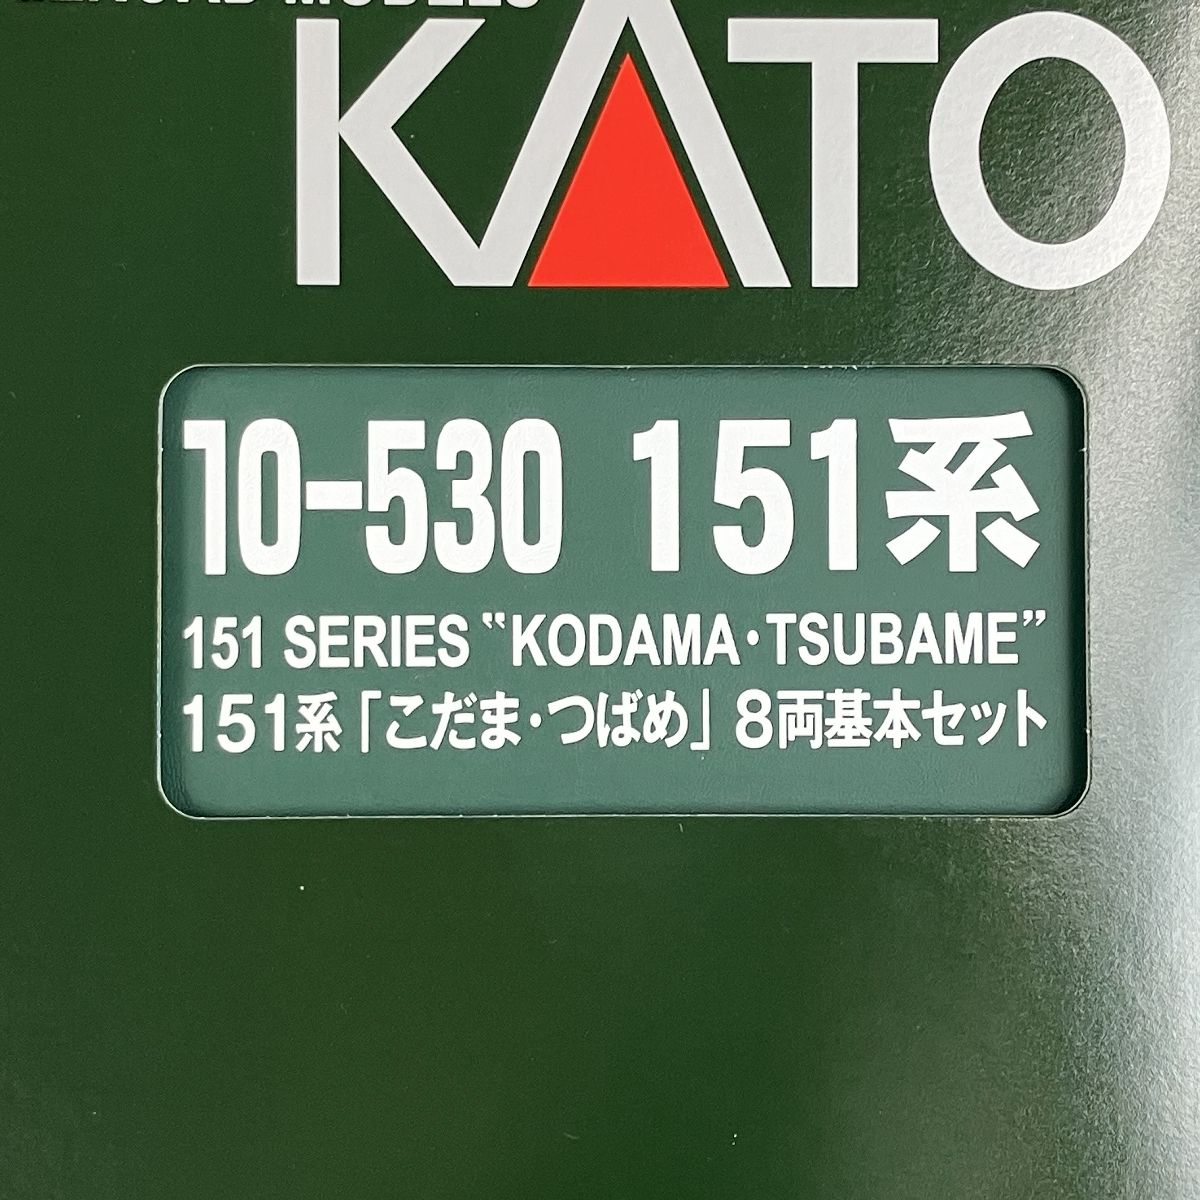 MODELS
KATO
10-530 151系
151 SERIES “KODAMA·TSUBAME”
151系「こだま·つばめ」8両基本セット